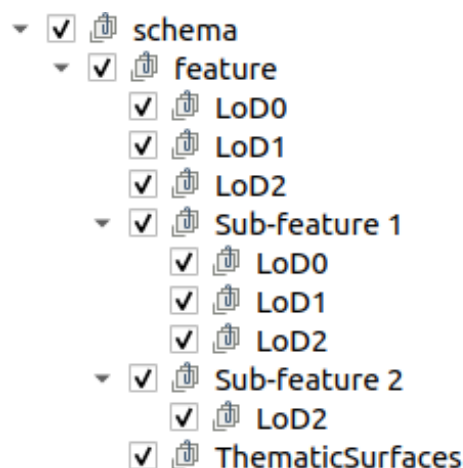 schema
feature
LoD0
LoD1
LoD2
Sub-feature 1
LoD0
LoD1
LoD2
Sub-feature 2
LoD2
ThematicSurfaces